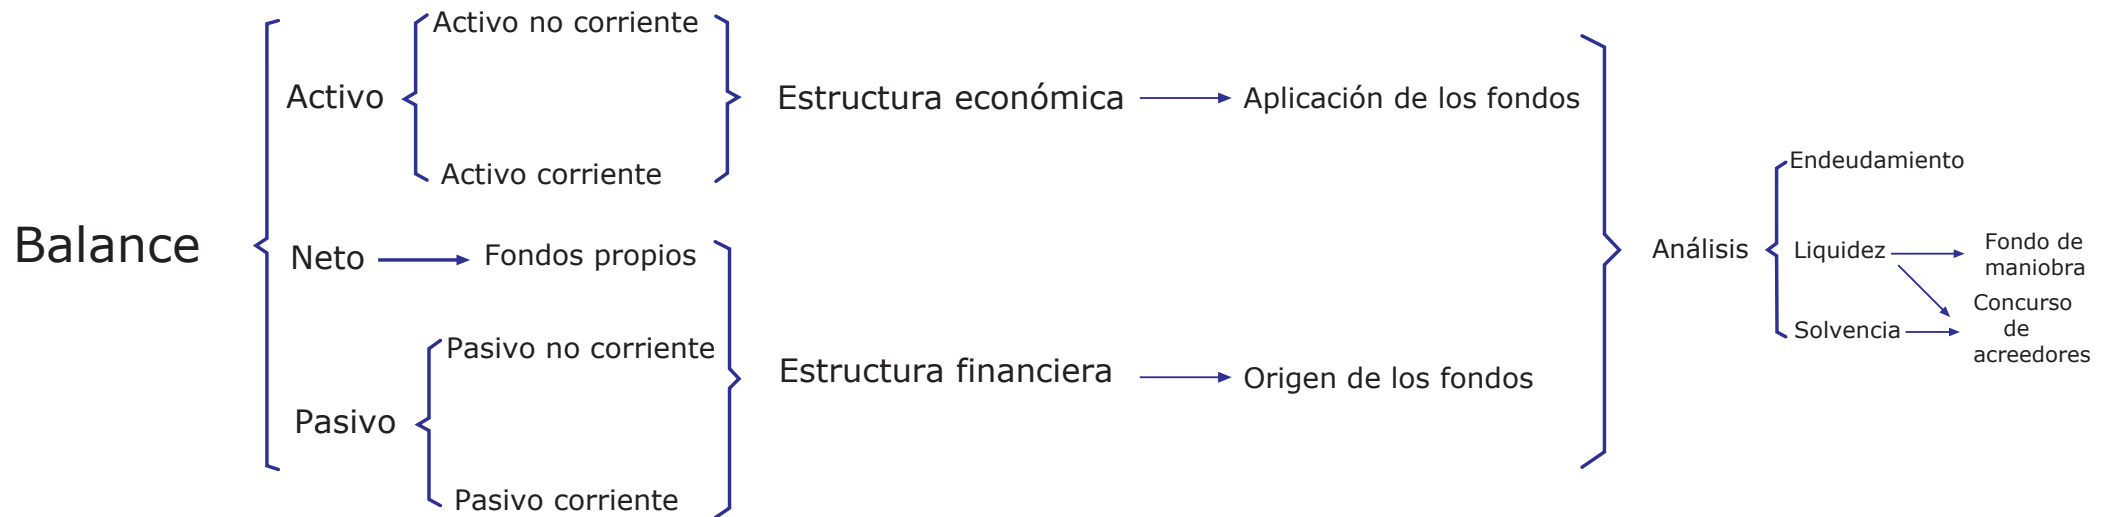 Balance
Activo
Activo no corriente
Activo corriente
Estructura económica
Aplicación de los fondos
Neto
Fondos propios
Pasivo
Pasivo no corriente
Pasivo corriente
Estructura financiera
Origen de los fondos
Análisis
Endeudamiento
Liquidez
Fondo de
maniobra
Solvencia
Concurso
de
acreedores